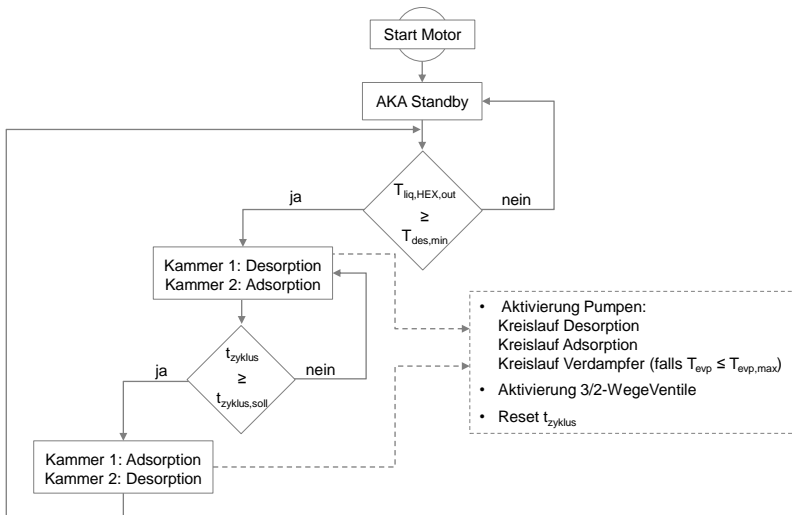 Start Motor
AKA Standby
T_liq,HEX,out
≥
T_des,min
ja
nein
Kammer 1: Desorption
Kammer 2: Adsorption
t_zyklus
≥
t_zyklus,soll
ja
nein
Kammer 1: Adsorption
Kammer 2: Desorption
• Aktivierung Pumpen:
Kreislauf Desorption
Kreislauf Adsorption
Kreislauf Verdampfer (falls T_evp ≤ T_evp,max)
• Aktivierung 3/2-WegeVentile
• Reset t_zyklus